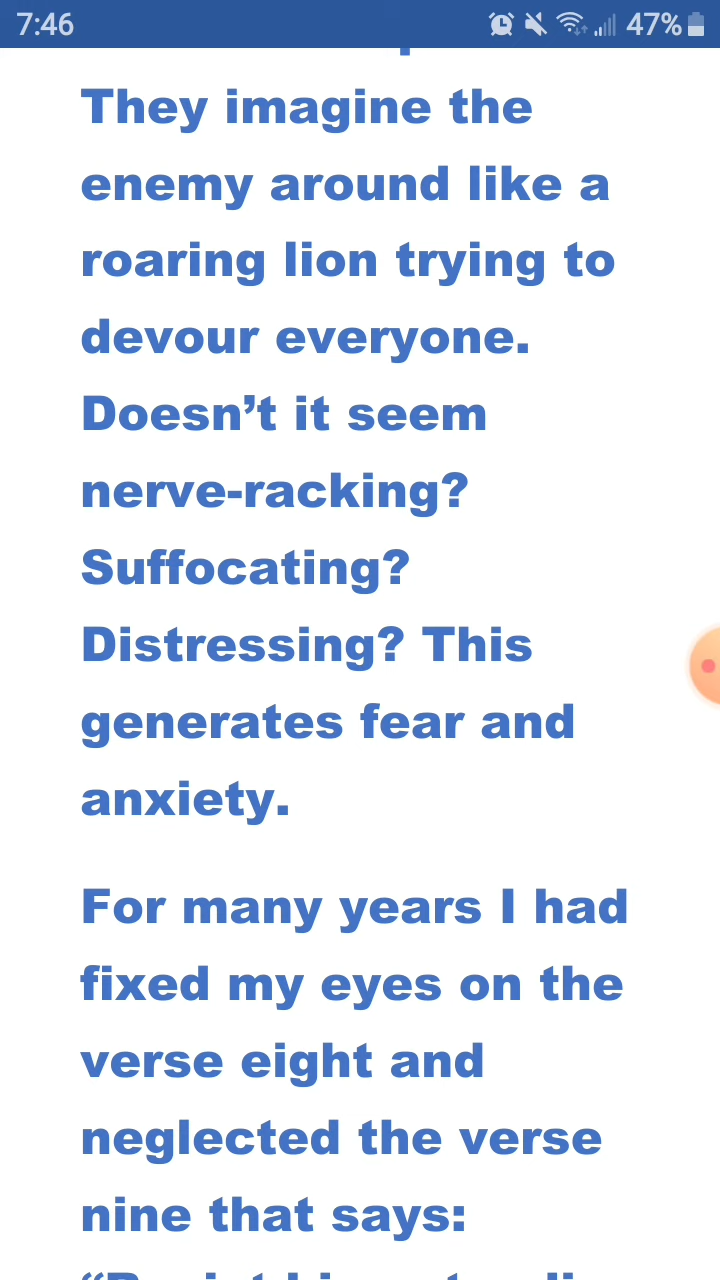 7:46 47%
They imagine the
enemy around like a
roaring lion trying to
devour everyone.
Doesn’t it seem
nerve-racking?
Suffocating?
Distressing? This
generates fear and
anxiety.
For many years I had
fixed my eyes on the
verse eight and
neglected the verse
nine that says: